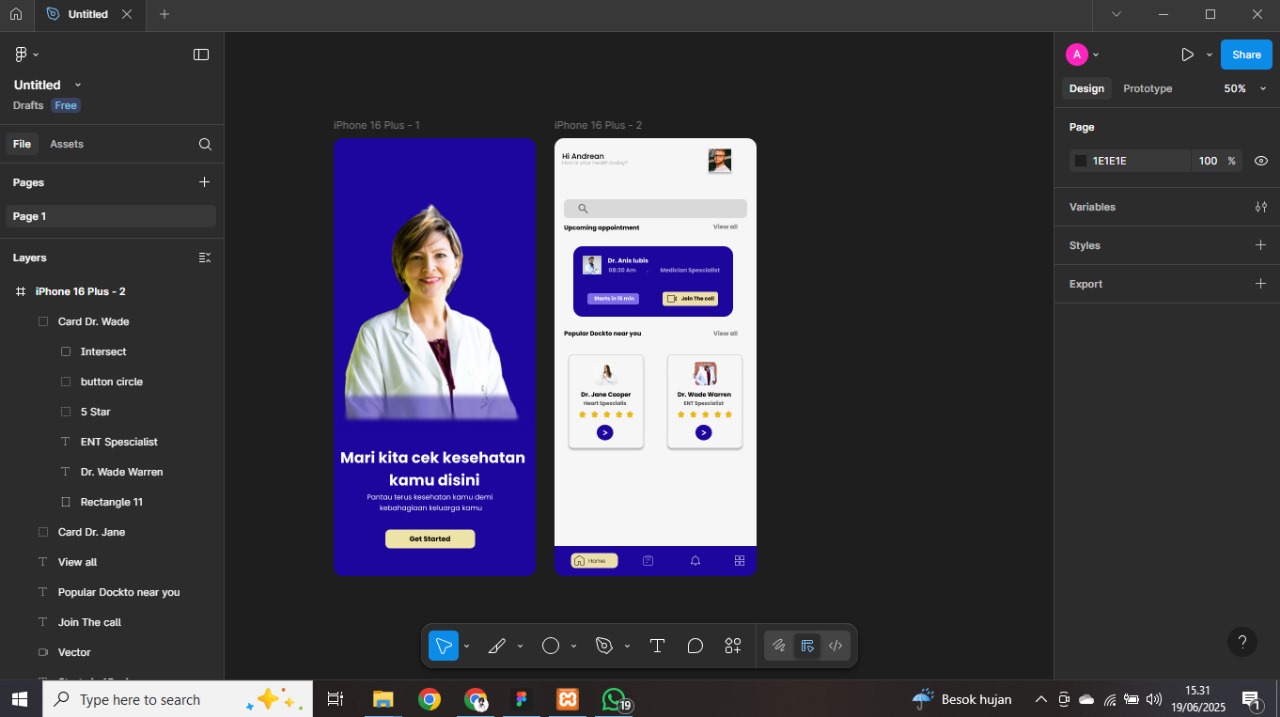 Untitled
Untitled
Drafts Free
File Assets
Pages
Page 1
Layers
iPhone 16 Plus - 2
Card Dr. Wade
Intersect
button circle
5 Star
ENT Spescialist
Dr. Wade Warren
Rectangle 11
Card Dr. Jane
View all
Popular Dockto near you
Join The call
Vector
iPhone 16 Plus - 1
Mari kita cek kesehatan
kamu disini
Pantau terus kesehatan kamu demi
kebahagiaan keluarga kamu
Get Started
iPhone 16 Plus - 2
Hi Andrean
How is your health today?
Upcoming appointment View all
Dr. Anis lubis
08:30 Am . Medician Spescialist
Starts in 15 min Join The call
Popular Dockto near you View all
Dr. Jane Cooper
Heart Spescialis
>
Dr. Wade Warren
ENT Spescialist
>
Home
A Share
Design Prototype 50%
Page
100 %
Variables
Styles
Export
?
Type here to search
19
Besok hujan
15:31
19/06/2025
1